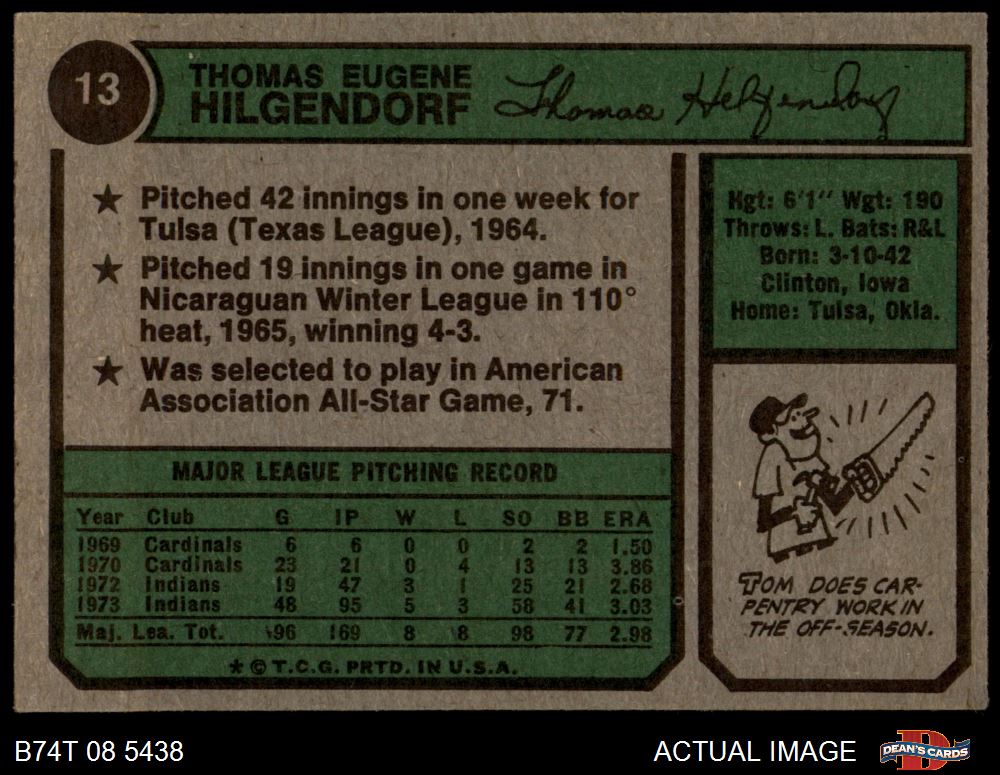 13
THOMAS EUGENE
HILGENDORF
Thomas Hilgendorf
★ Pitched 42 innings in one week for
Tulsa (Texas League), 1964.
★ Pitched 19 innings in one game in
Nicaraguan Winter League in 110°
heat, 1965, winning 4-3.
★ Was selected to play in American
Association All-Star Game, 71.
Hgt: 6'1" Wgt: 190
Throws: L. Bats: R&L
Born: 3-10-42
Clinton, Iowa
Home: Tulsa, Okla.
TOM DOES CAR-
PENTRY WORK IN
THE OFF-SEASON.
MAJOR LEAGUE PITCHING RECORD
Year Club G IP W L SO BB ERA
1969 Cardinals 6 6 0 0 2 2 1.50
1970 Cardinals 23 21 0 4 13 13 3.86
1972 Indians 19 47 3 1 25 21 2.68
1973 Indians 48 95 5 3 58 41 3.03
Maj. Lea. Tot. 96 169 8 8 98 77 2.98
★ © T.C.G. PRTD. IN U.S.A.
B74T 08 5438
ACTUAL IMAGE
DEAN'S CARDS